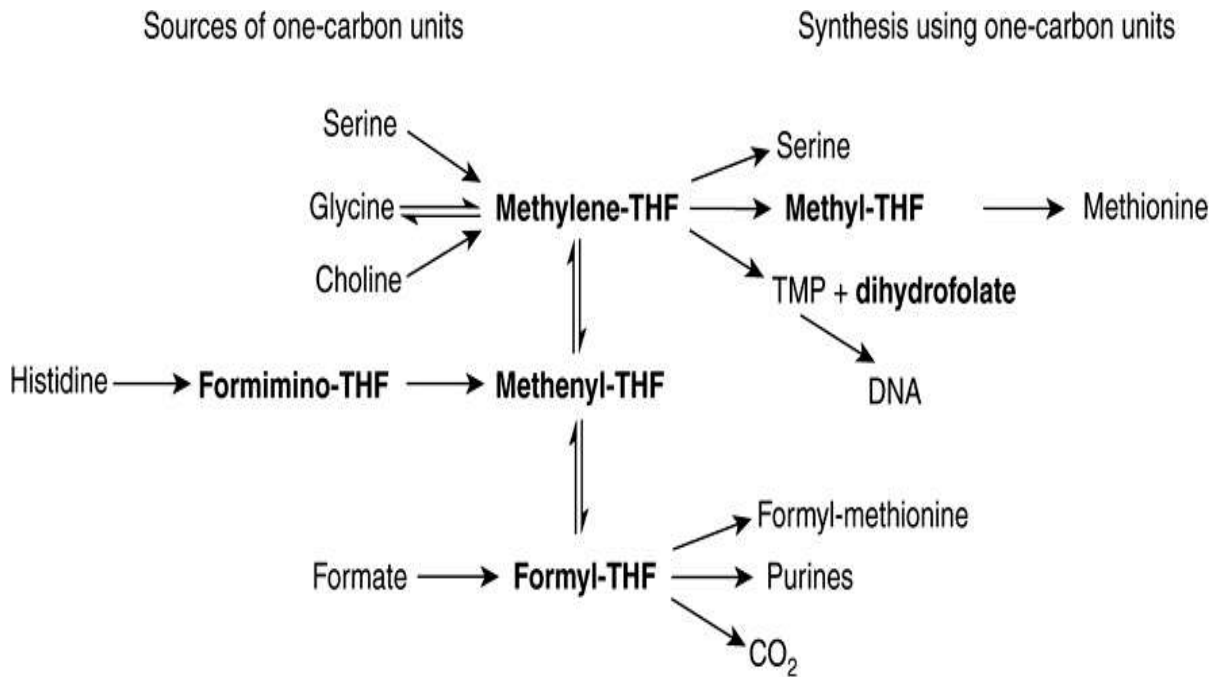 Sources of one-carbon units
Synthesis using one-carbon units
Serine
Serine
Glycine
Methylene-THF
Methyl-THF
Methionine
Choline
TMP + dihydrofolate
Histidine
Formimino-THF
Methenyl-THF
DNA
Formyl-methionine
Formate
Formyl-THF
Purines
CO₂